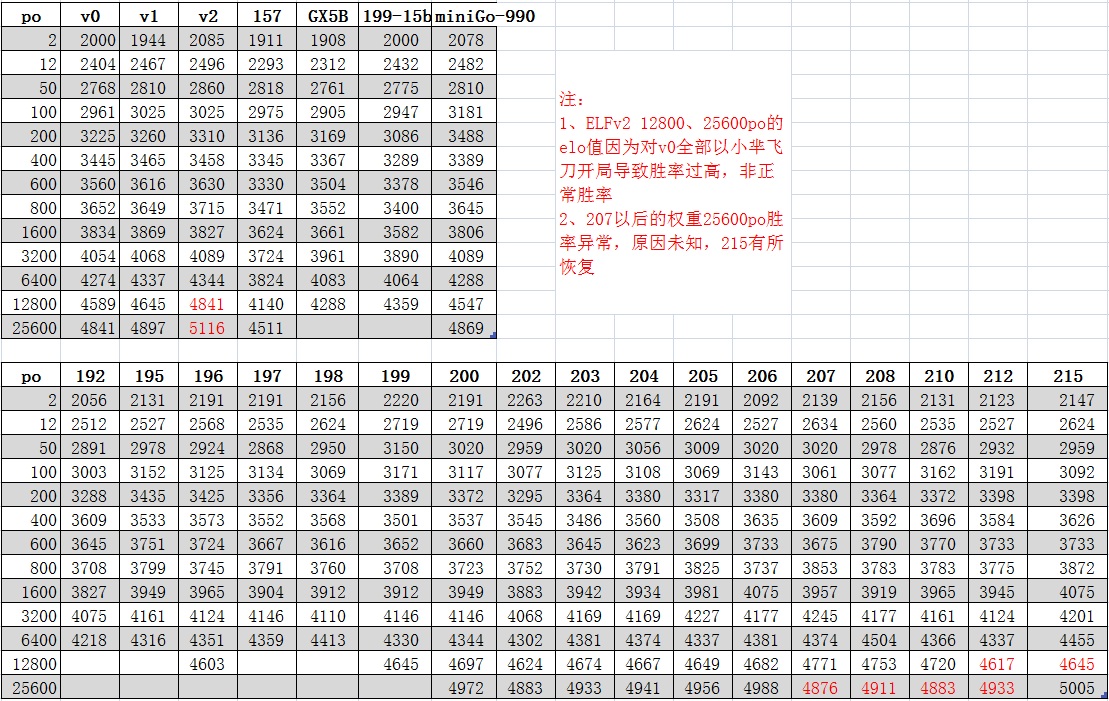 po v0 v1 v2 157 GX5B 199-15b miniGo-990
2 2000 1944 2085 1911 1908 2000 2078
12 2404 2467 2496 2293 2312 2432 2482
50 2768 2810 2860 2818 2761 2775 2810
100 2961 3025 3025 2975 2905 2947 3181
200 3225 3260 3310 3136 3169 3086 3488
400 3445 3465 3458 3345 3367 3289 3389
600 3560 3616 3630 3330 3504 3378 3546
800 3652 3649 3715 3471 3552 3400 3645
1600 3834 3869 3827 3624 3661 3582 3806
3200 4054 4068 4089 3724 3961 3890 4089
6400 4274 4337 4344 3824 4083 4064 4288
12800 4589 4645 4841 4140 4288 4359 4547
25600 4841 4897 5116 4511 4869
注：
1、ELFv2 12800、25600po的
elo值因为对v0全部以小芈飞
刀开局导致胜率过高，非正
常胜率
2、207以后的权重25600po胜
率异常，原因未知，215有所
恢复
po 192 195 196 197 198 199 200 202 203 204 205 206 207 208 210 212 215
2 2056 2131 2191 2191 2156 2220 2191 2263 2210 2164 2191 2092 2139 2156 2131 2123 2147
12 2512 2527 2568 2535 2624 2719 2719 2496 2586 2577 2624 2527 2634 2560 2535 2527 2624
50 2891 2978 2924 2868 2950 3150 3020 2959 3020 3056 3009 3020 3020 2978 2876 2932 2959
100 3003 3152 3125 3134 3069 3171 3117 3077 3125 3108 3069 3143 3061 3077 3162 3191 3092
200 3288 3435 3425 3356 3364 3389 3372 3295 3364 3380 3317 3380 3380 3364 3372 3398 3398
400 3609 3533 3573 3552 3568 3501 3537 3545 3486 3560 3508 3635 3609 3592 3696 3584 3626
600 3645 3751 3724 3667 3616 3652 3660 3683 3645 3623 3699 3733 3675 3790 3770 3733 3733
800 3708 3799 3745 3791 3760 3708 3723 3752 3730 3791 3825 3737 3853 3783 3783 3775 3872
1600 3827 3949 3965 3904 3912 3912 3949 3883 3942 3934 3981 4075 3957 3919 3965 3945 4075
3200 4075 4161 4124 4146 4110 4146 4146 4068 4169 4169 4227 4177 4245 4177 4161 4124 4201
6400 4218 4316 4351 4359 4413 4330 4344 4302 4381 4374 4337 4381 4374 4504 4366 4337 4455
12800 4603 4645 4697 4624 4674 4667 4649 4682 4771 4753 4720 4617 4645
25600 4972 4883 4933 4941 4956 4988 4876 4911 4883 4933 5005